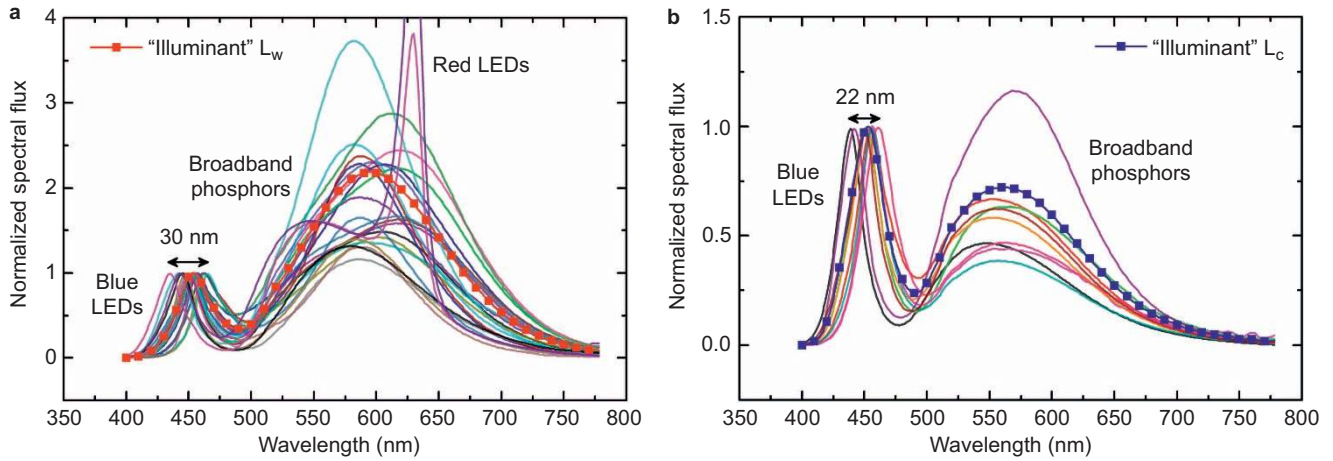 a
“Illuminant” Lw
Red LEDs
Broadband
phosphors
30 nm
Blue
LEDs
Normalized spectral flux
4
3
2
1
0
350 400 450 500 550 600 650 700 750 800
Wavelength (nm)
b
“Illuminant” Lc
22 nm
Blue
LEDs
Broadband
phosphors
Normalized spectral flux
1.5
1.0
0.5
0.0
350 400 450 500 550 600 650 700 750 800
Wavelength (nm)